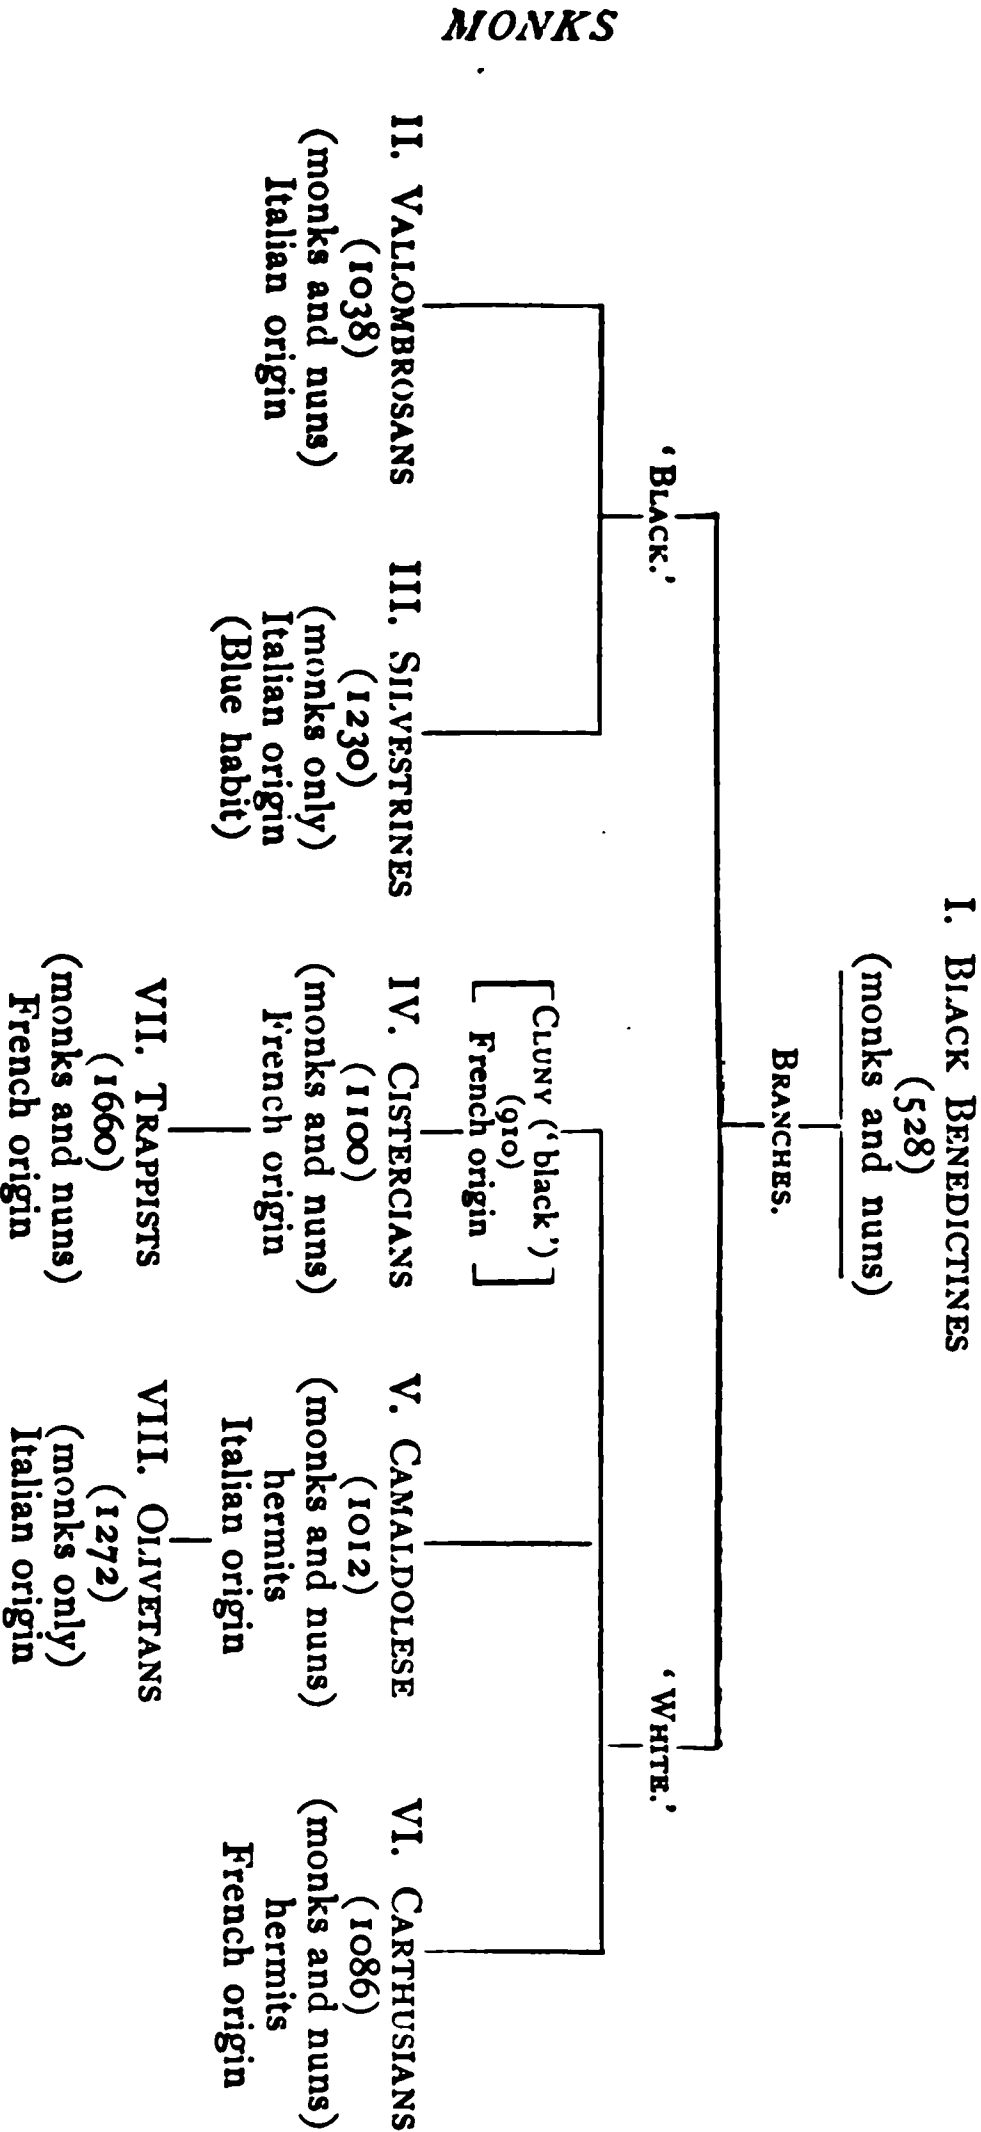 MONKS
I. BLACK BENEDICTINES
(528)
(monks and nuns)
BRANCHES.
'BLACK.'
'WHITE.'
II. VALLOMBROSANS
(1038)
(monks and nuns)
Italian origin
III. SILVESTRINES
(1230)
(monks only)
Italian origin
(Blue habit)
[CLUNY ('black')
(910)
French origin]
IV. CISTERCIANS
(1100)
(monks and nuns)
French origin
VII. TRAPPISTS
(1660)
(monks and nuns)
French origin
V. CAMALDOLESE
(1012)
(monks and nuns)
hermits
Italian origin
VIII. OLIVETANS
(1272)
(monks only)
Italian origin
VI. CARTHUSIANS
(1086)
(monks and nuns)
hermits
French origin